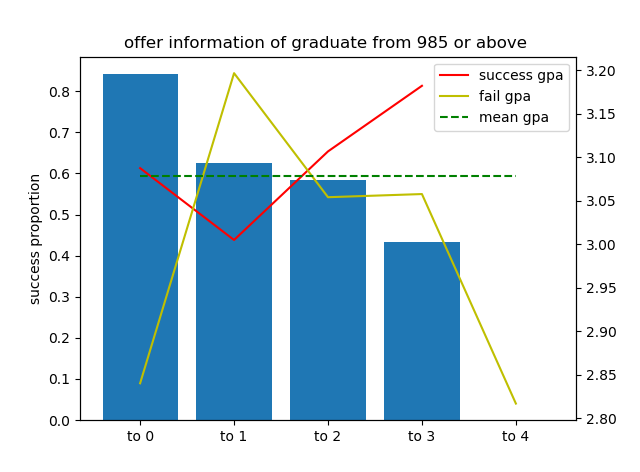 offer information of graduate from 985 or above
success gpa
fail gpa
mean gpa
success proportion
0.8
0.7
0.6
0.5
0.4
0.3
0.2
0.1
0.0
3.20
3.15
3.10
3.05
3.00
2.95
2.90
2.85
2.80
to 0
to 1
to 2
to 3
to 4